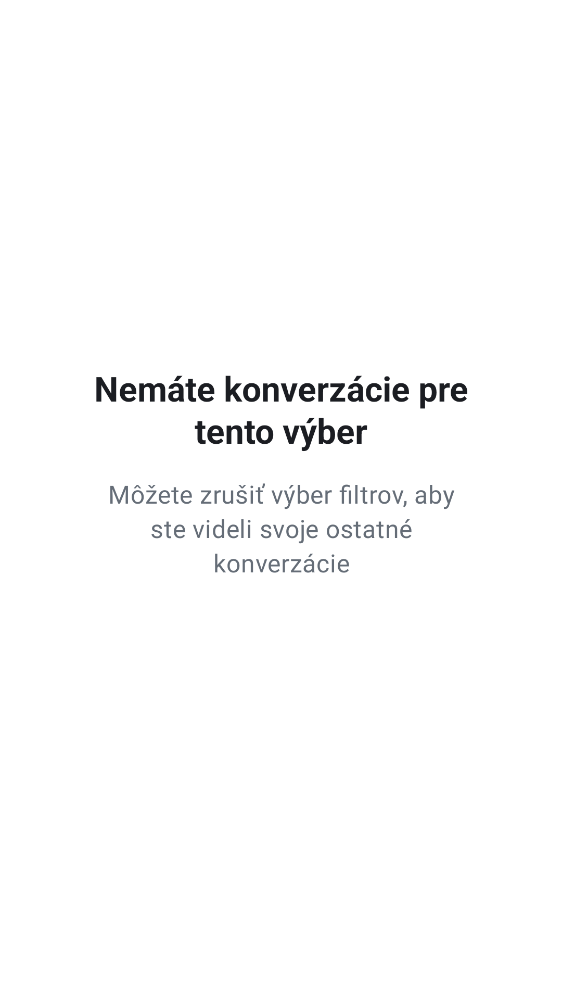 Nemáte konverzácie pre
tento výber
Môžete zrušiť výber filtrov, aby
ste videli svoje ostatné
konverzácie